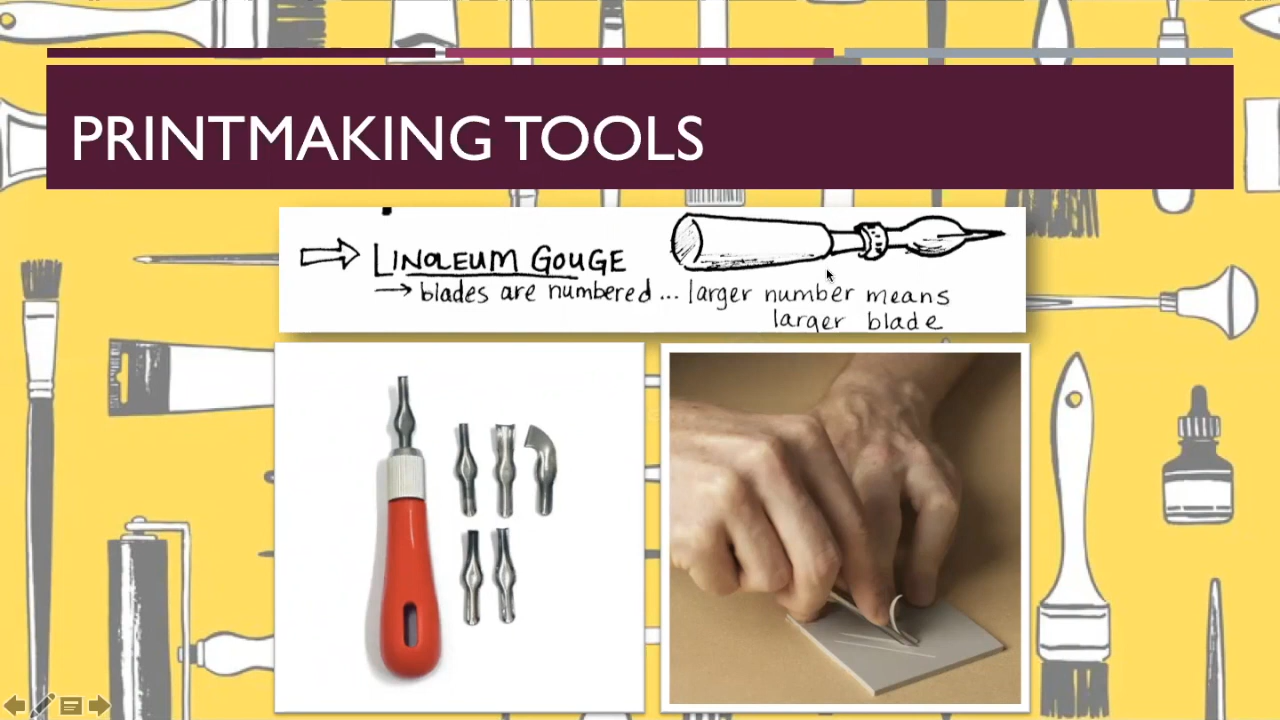 PRINTMAKING TOOLS
LINOLEUM GOUGE
blades are numbered... larger number means
larger blade